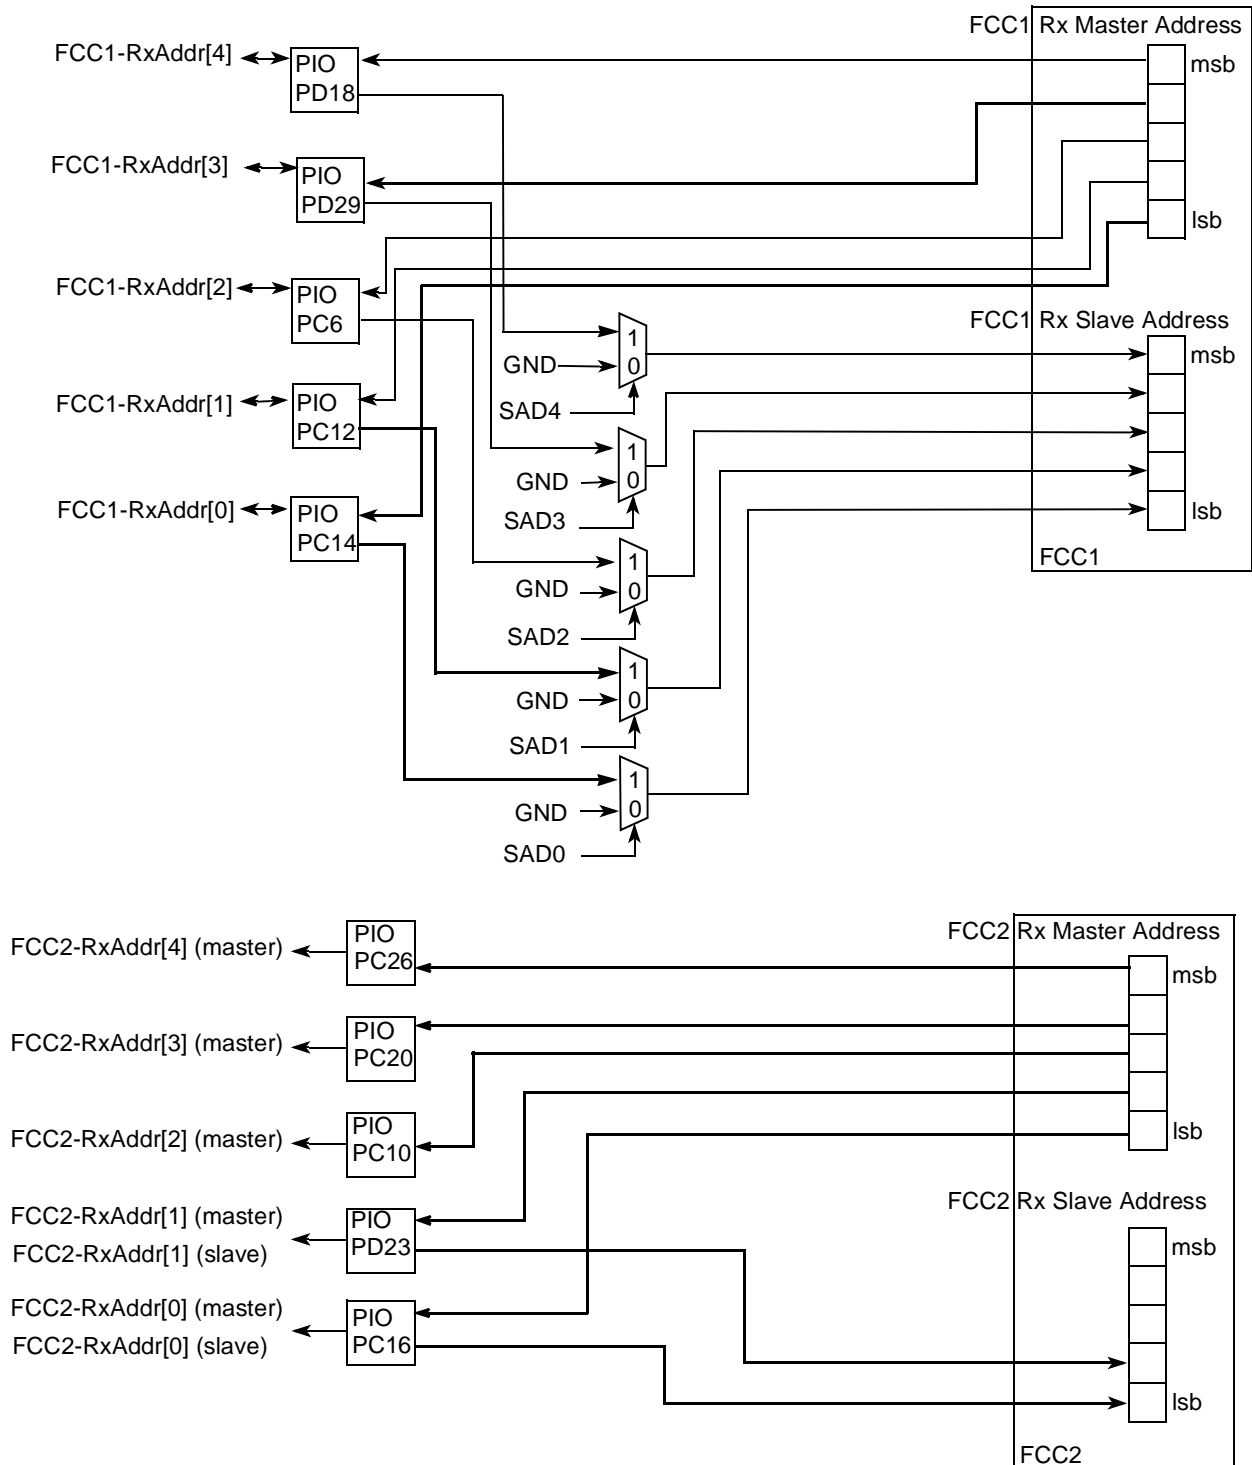 FCC1 Rx Master Address
FCC1-RxAddr[4]
PIO
PD18
msb
FCC1-RxAddr[3]
PIO
PD29
lsb
FCC1-RxAddr[2]
PIO
PC6
FCC1 Rx Slave Address
1
0
GND
msb
SAD4
FCC1-RxAddr[1]
PIO
PC12
1
0
GND
SAD3
FCC1-RxAddr[0]
PIO
PC14
lsb
FCC1
1
0
GND
SAD2
1
0
GND
SAD1
1
0
GND
SAD0
FCC2 Rx Master Address
FCC2-RxAddr[4] (master)
PIO
PC26
msb
FCC2-RxAddr[3] (master)
PIO
PC20
FCC2-RxAddr[2] (master)
PIO
PC10
lsb
FCC2 Rx Slave Address
FCC2-RxAddr[1] (master)
FCC2-RxAddr[1] (slave)
PIO
PD23
msb
FCC2-RxAddr[0] (master)
FCC2-RxAddr[0] (slave)
PIO
PC16
lsb
FCC2